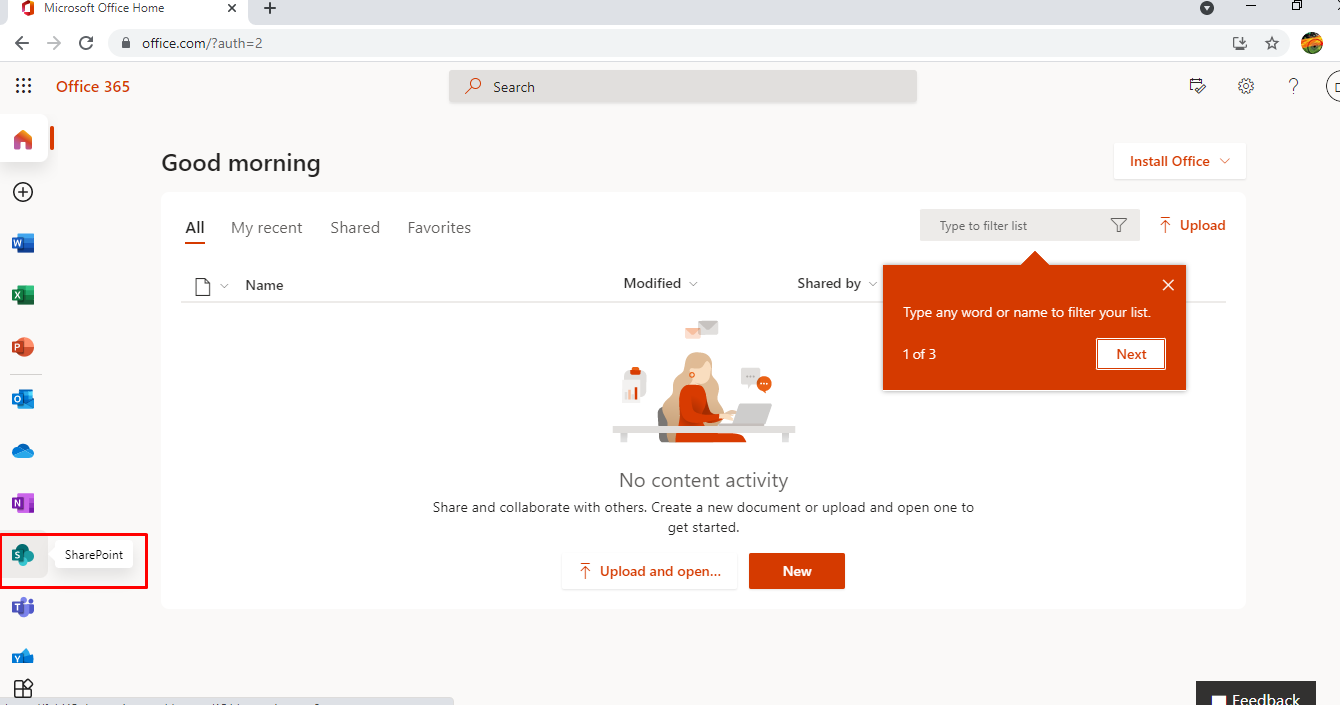 Microsoft Office Home
office.com/?auth=2
Office 365
Search
Good morning
Install Office
All
My recent
Shared
Favorites
Type to filter list
Upload
Name
Modified
Shared by
Type any word or name to filter your list.
1 of 3
Next
No content activity
Share and collaborate with others. Create a new document or upload and open one to
get started.
Upload and open...
New
SharePoint
Feedback